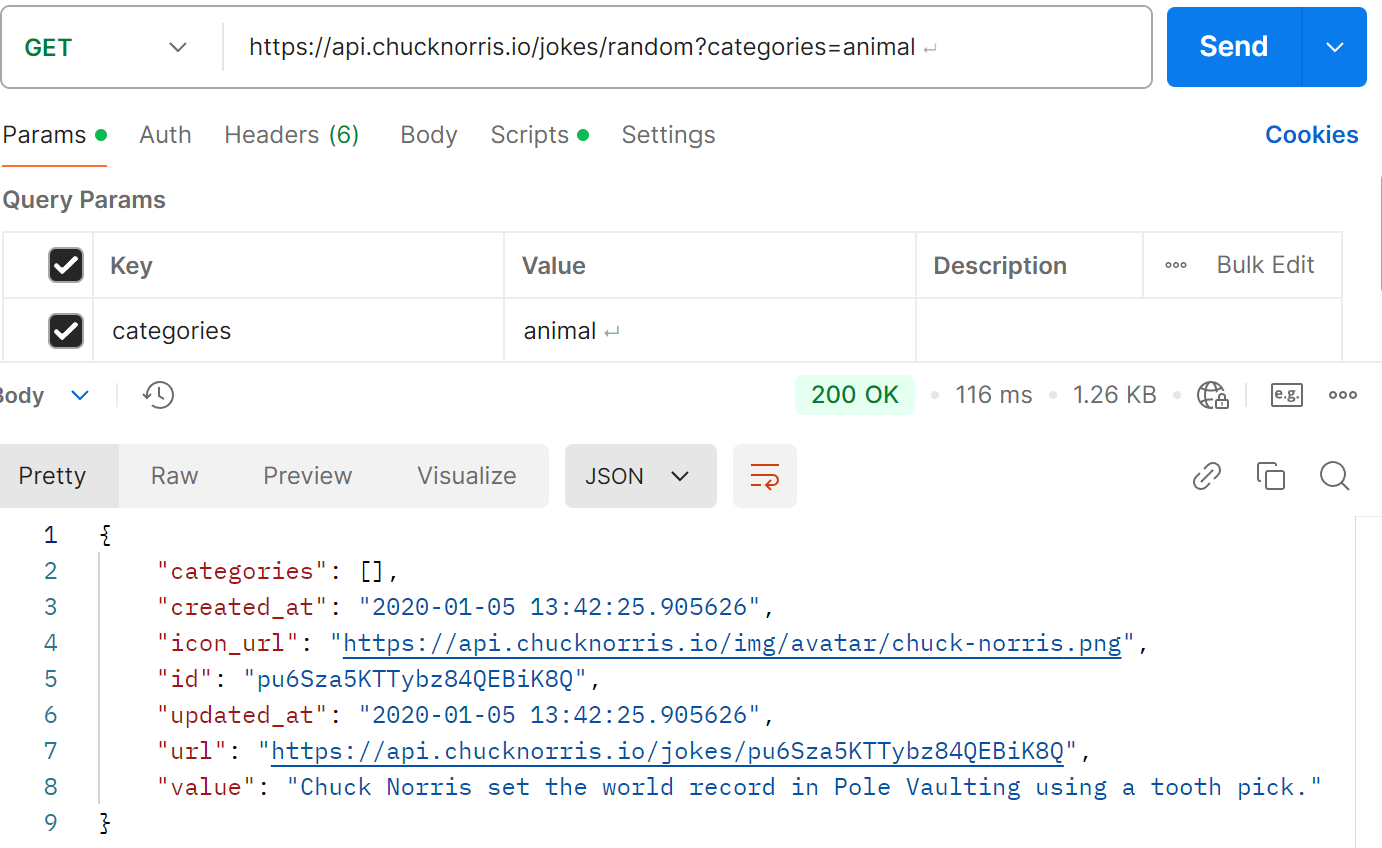 GET https://api.chucknorris.io/jokes/random?categories=animal ↵ Send
Params Auth Headers (6) Body Scripts Settings Cookies
Query Params
Key Value Description Bulk Edit
categories animal ↵
Body 200 OK 116 ms 1.26 KB e.g.
Pretty Raw Preview Visualize JSON
1 {
2 "categories": [],
3 "created_at": "2020-01-05 13:42:25.905626",
4 "icon_url": "https://api.chucknorris.io/img/avatar/chuck-norris.png",
5 "id": "pu6Sza5KTTybz84QEBiK8Q",
6 "updated_at": "2020-01-05 13:42:25.905626",
7 "url": "https://api.chucknorris.io/jokes/pu6Sza5KTTybz84QEBiK8Q",
8 "value": "Chuck Norris set the world record in Pole Vaulting using a tooth pick."
9 }